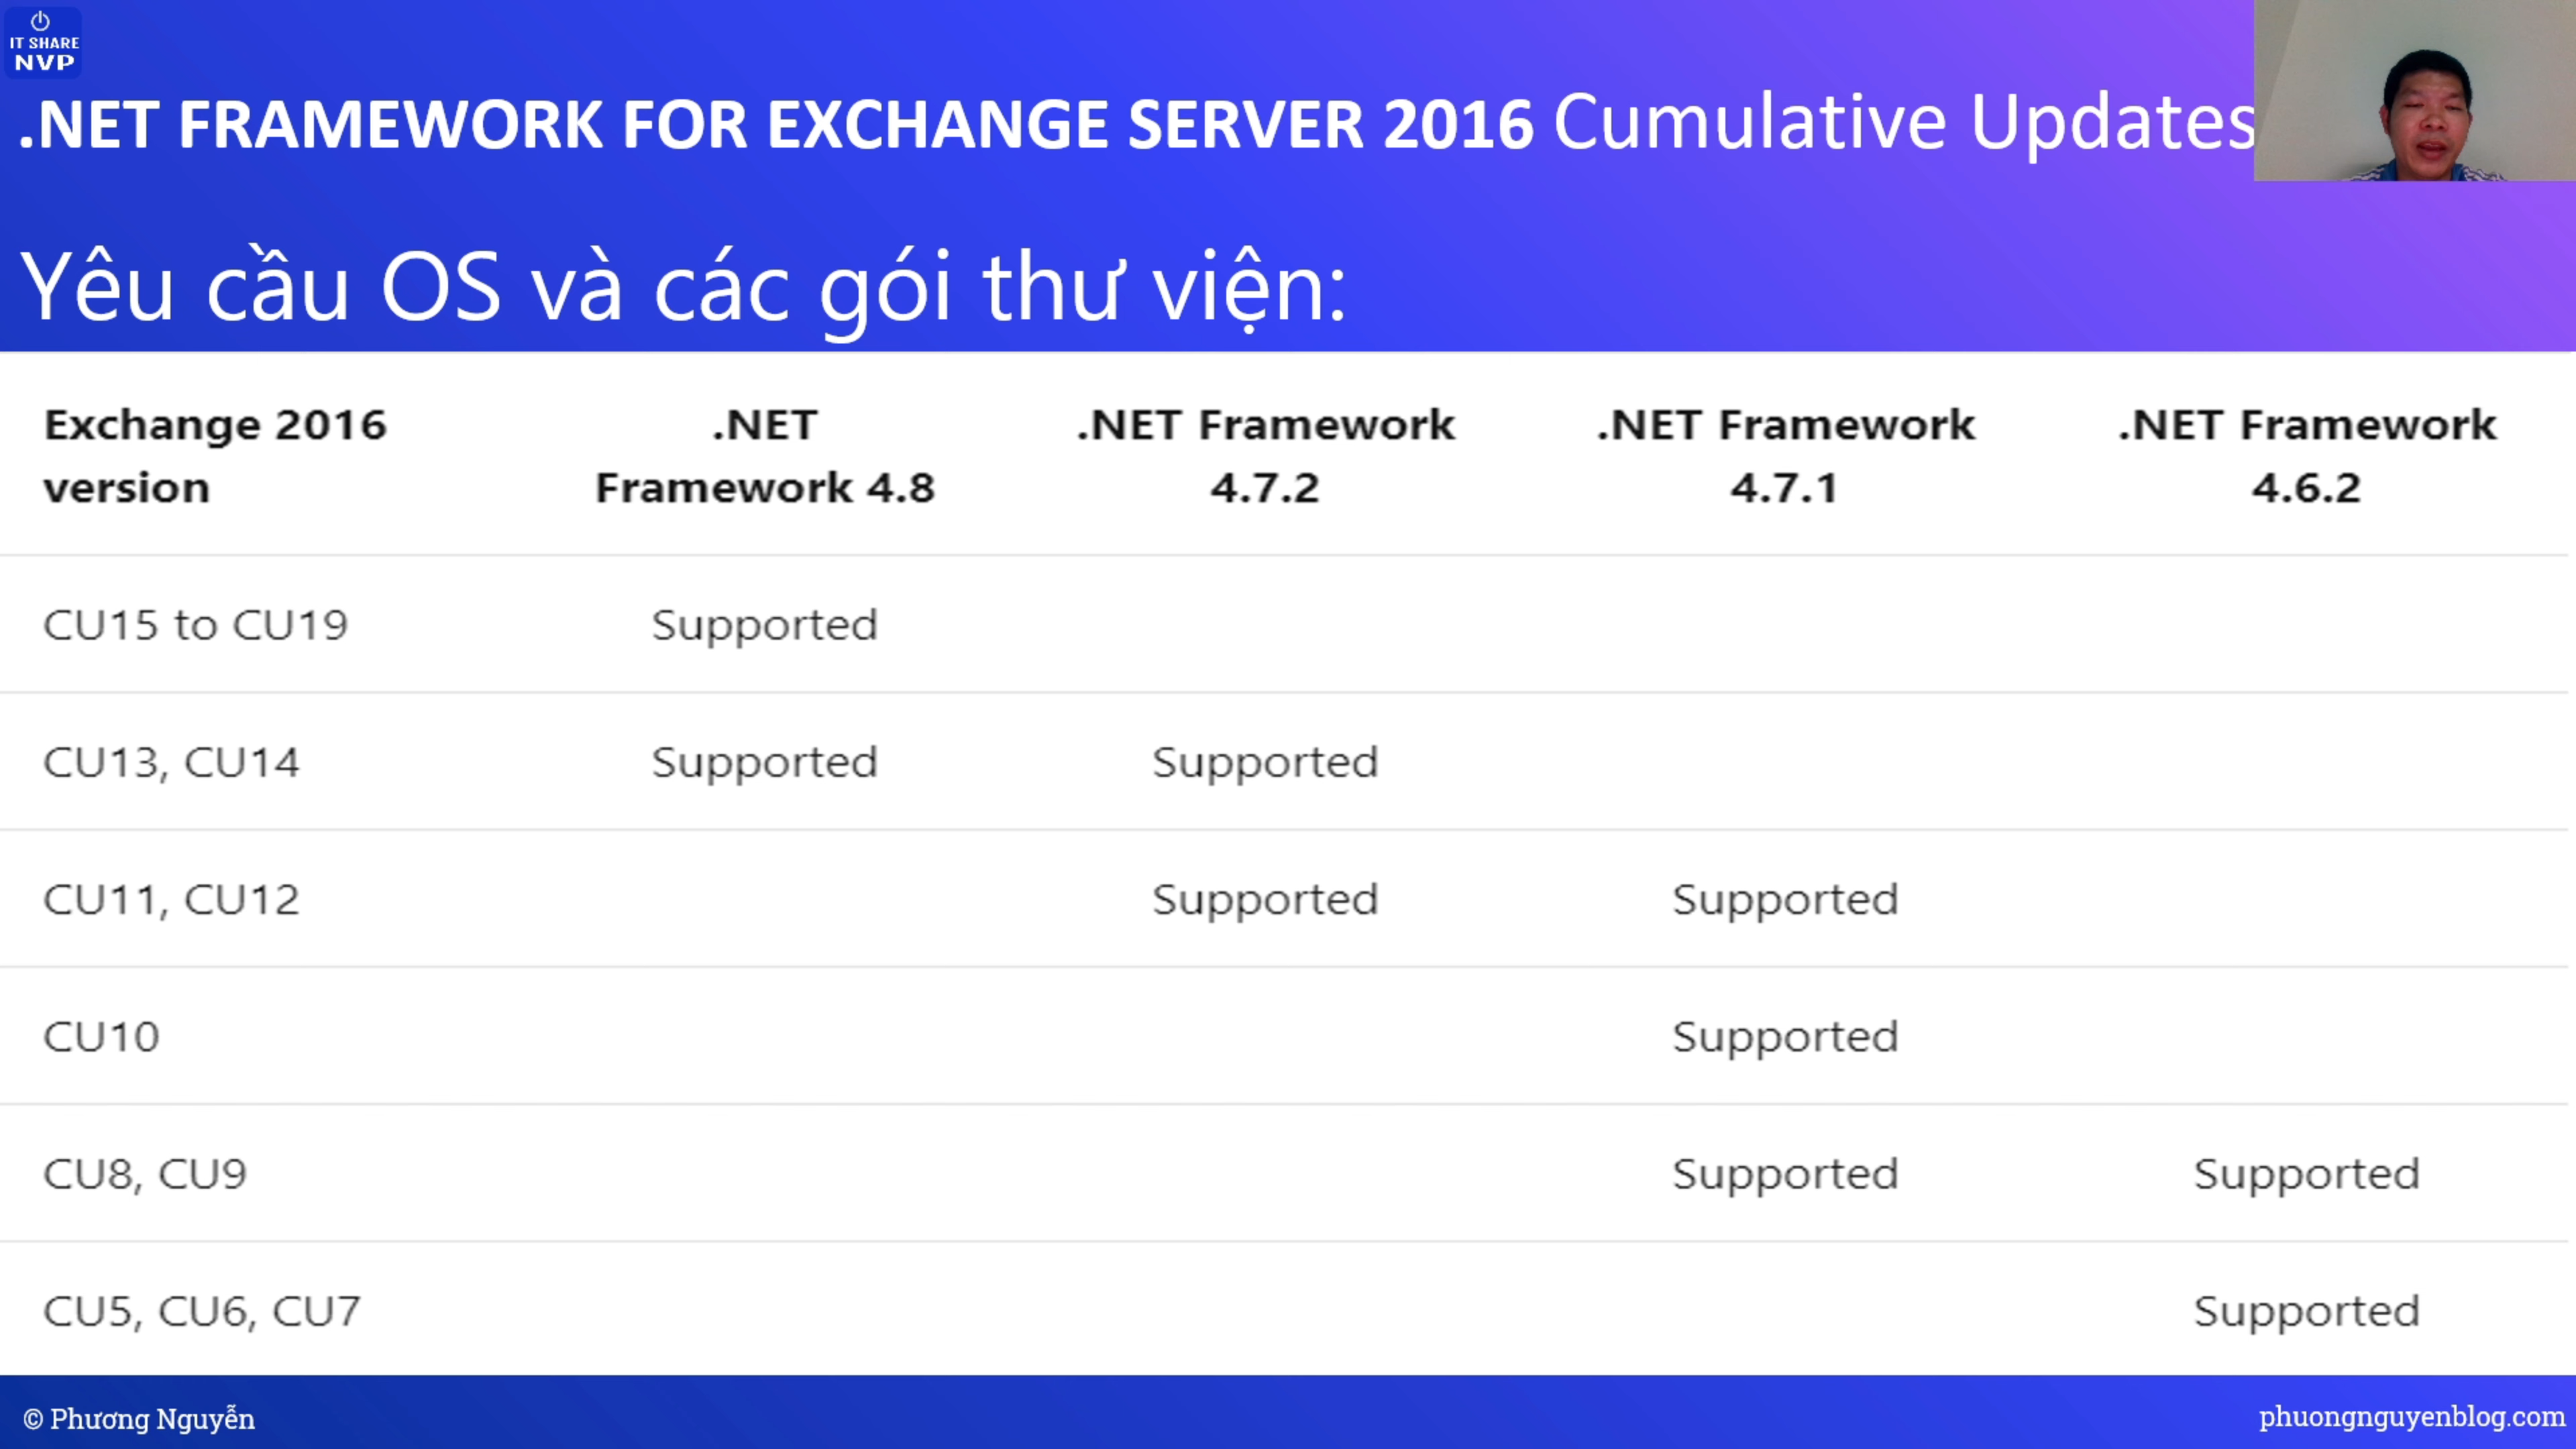 IT SHARE
NVP
.NET FRAMEWORK FOR EXCHANGE SERVER 2016 Cumulative Updates
Yêu cầu OS và các gói thư viện:
Exchange 2016 version .NET Framework 4.8 .NET Framework 4.7.2 .NET Framework 4.7.1 .NET Framework 4.6.2
CU15 to CU19 Supported
CU13, CU14 Supported Supported
CU11, CU12 Supported Supported
CU10 Supported
CU8, CU9 Supported Supported
CU5, CU6, CU7 Supported
© Phương Nguyễn phuongnguyenblog.com